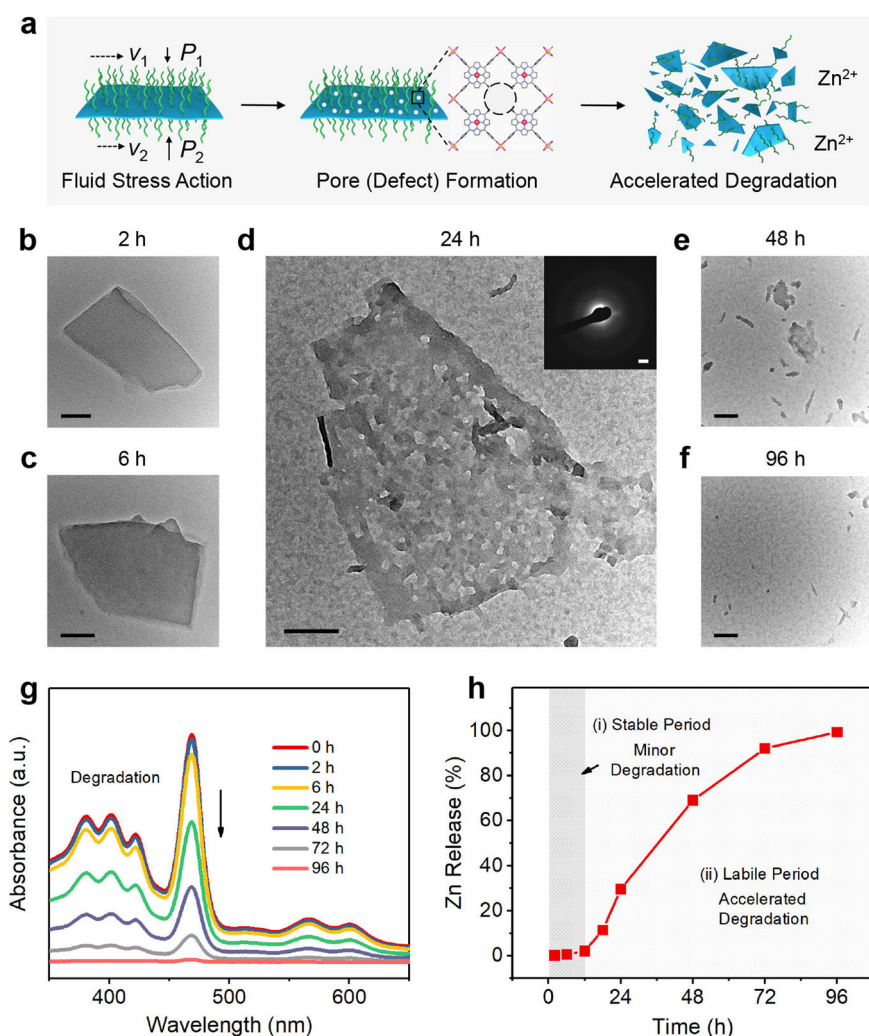 a
v1 P1
v2 P2
Fluid Stress Action
Pore (Defect) Formation
Zn2+
Zn2+
Accelerated Degradation
b 2 h
c 6 h
d 24 h
e 48 h
f 96 h
g
Absorbance (a.u.)
Degradation
0 h
2 h
6 h
24 h
48 h
72 h
96 h
400 500 600
Wavelength (nm)
h
Zn Release (%)
100
80
60
40
20
0
(i) Stable Period
Minor
Degradation
(ii) Labile Period
Accelerated
Degradation
0 24 48 72 96
Time (h)